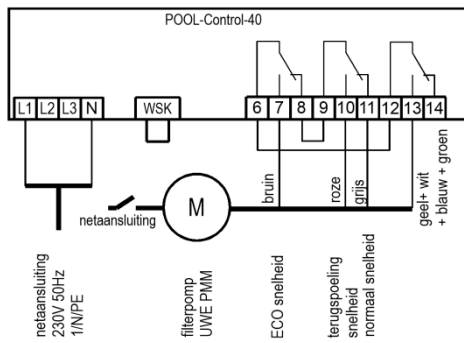 POOL-Control-40
L1 L2 L3 N
WSK
6 7 8 9 10 11 12 13 14
bruin
roze
grijs
geel+ wit
+ blauw + groen
netaansluiting
M
netaansluiting
230V 50Hz
1/N/PE
filterpomp
UWE PMM
ECO snelheid
terugspoeling
snelheid
normaal snelheid